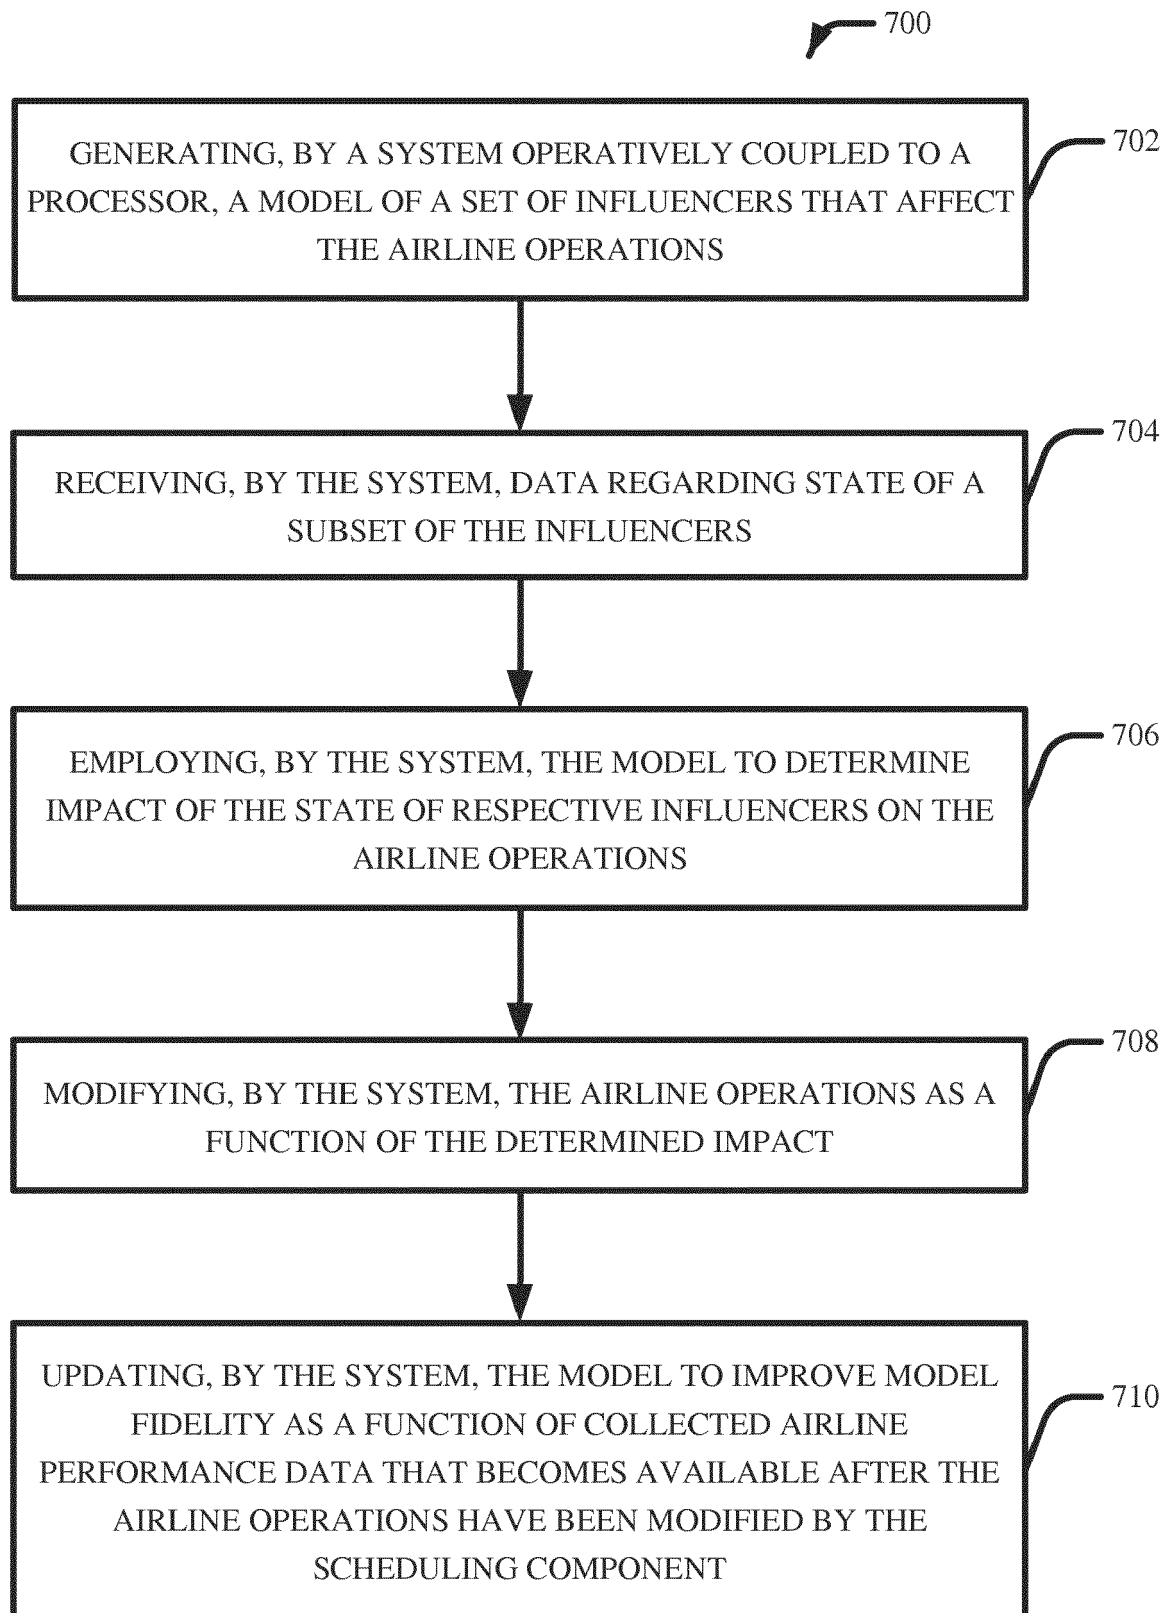 700
GENERATING, BY A SYSTEM OPERATIVELY COUPLED TO A
PROCESSOR, A MODEL OF A SET OF INFLUENCERS THAT AFFECT
THE AIRLINE OPERATIONS
702
RECEIVING, BY THE SYSTEM, DATA REGARDING STATE OF A
SUBSET OF THE INFLUENCERS
704
EMPLOYING, BY THE SYSTEM, THE MODEL TO DETERMINE
IMPACT OF THE STATE OF RESPECTIVE INFLUENCERS ON THE
AIRLINE OPERATIONS
706
MODIFYING, BY THE SYSTEM, THE AIRLINE OPERATIONS AS A
FUNCTION OF THE DETERMINED IMPACT
708
UPDATING, BY THE SYSTEM, THE MODEL TO IMPROVE MODEL
FIDELITY AS A FUNCTION OF COLLECTED AIRLINE
PERFORMANCE DATA THAT BECOMES AVAILABLE AFTER THE
AIRLINE OPERATIONS HAVE BEEN MODIFIED BY THE
SCHEDULING COMPONENT
710